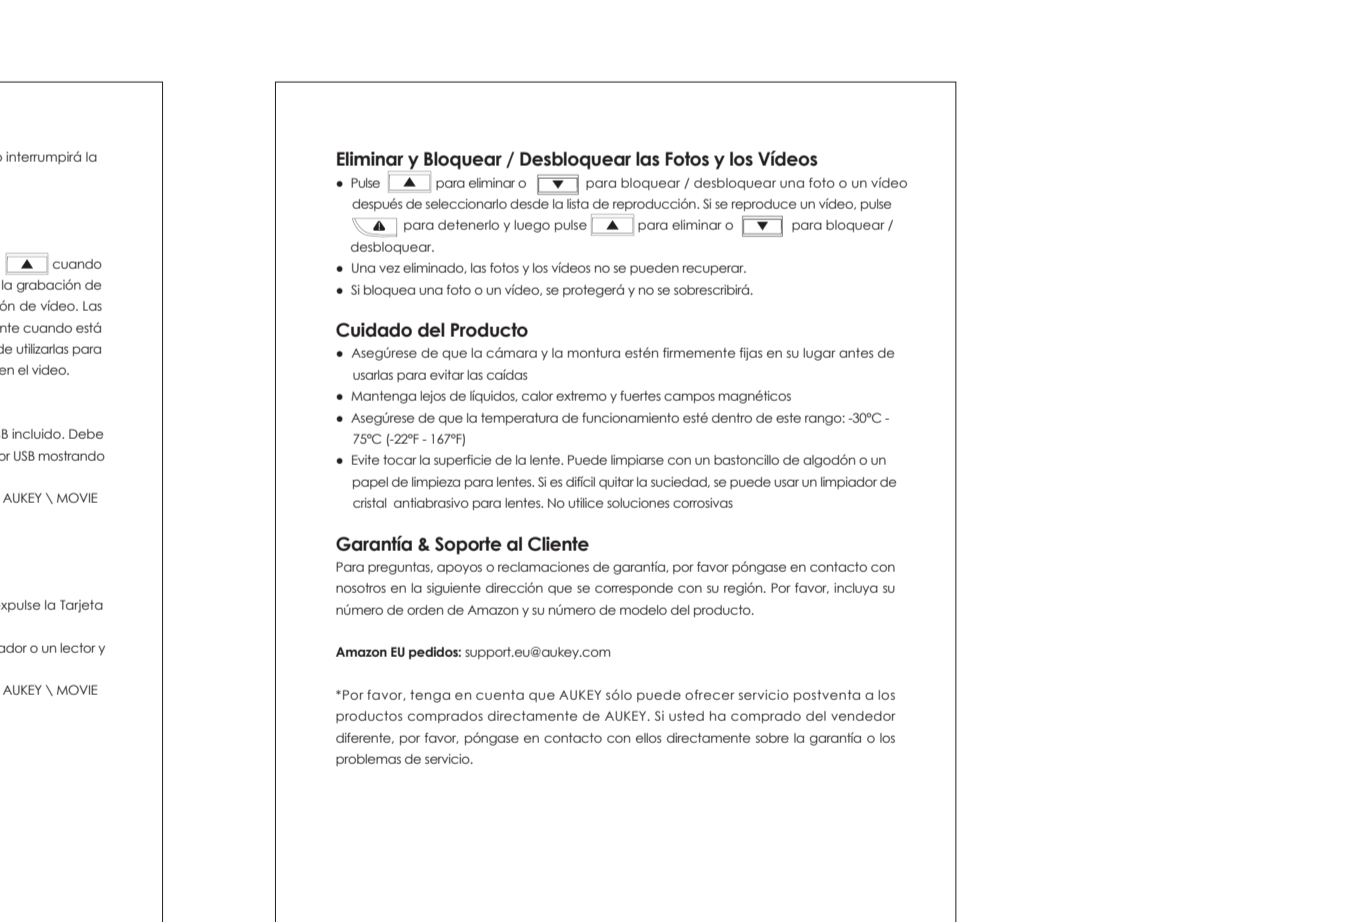 o interrumpirá la
▲ cuando
la grabación de
ón de vídeo. Las
nte cuando está
de utilizarlas para
en el video.
B incluido. Debe
or USB mostrando
AUKEY \ MOVIE
xpulse la Tarjeta
ador o un lector y
AUKEY \ MOVIE
Eliminar y Bloquear / Desbloquear las Fotos y los Vídeos
● Pulse ▲ para eliminar o ▼ para bloquear / desbloquear una foto o un vídeo
después de seleccionarlo desde la lista de reproducción. Si se reproduce un vídeo, pulse
⚠ para detenerlo y luego pulse ▲ para eliminar o ▼ para bloquear /
desbloquear.
● Una vez eliminado, las fotos y los vídeos no se pueden recuperar.
● Si bloquea una foto o un vídeo, se protegerá y no se sobrescribirá.
Cuidado del Producto
● Asegúrese de que la cámara y la montura estén firmemente fijas en su lugar antes de
usarlas para evitar las caídas
● Mantenga lejos de líquidos, calor extremo y fuertes campos magnéticos
● Asegúrese de que la temperatura de funcionamiento esté dentro de este rango: -30ºC -
75ºC (-22ºF - 167ºF)
● Evite tocar la superficie de la lente. Puede limpiarse con un bastoncillo de algodón o un
papel de limpieza para lentes. Si es difícil quitar la suciedad, se puede usar un limpiador de
cristal antiabrasivo para lentes. No utilice soluciones corrosivas
Garantía & Soporte al Cliente
Para preguntas, apoyos o reclamaciones de garantía, por favor póngase en contacto con
nosotros en la siguiente dirección que se corresponde con su región. Por favor, incluya su
número de orden de Amazon y su número de modelo del producto.
Amazon EU pedidos: support.eu@aukey.com
*Por favor, tenga en cuenta que AUKEY sólo puede ofrecer servicio postventa a los
productos comprados directamente de AUKEY. Si usted ha comprado del vendedor
diferente, por favor, póngase en contacto con ellos directamente sobre la garantía o los
problemas de servicio.